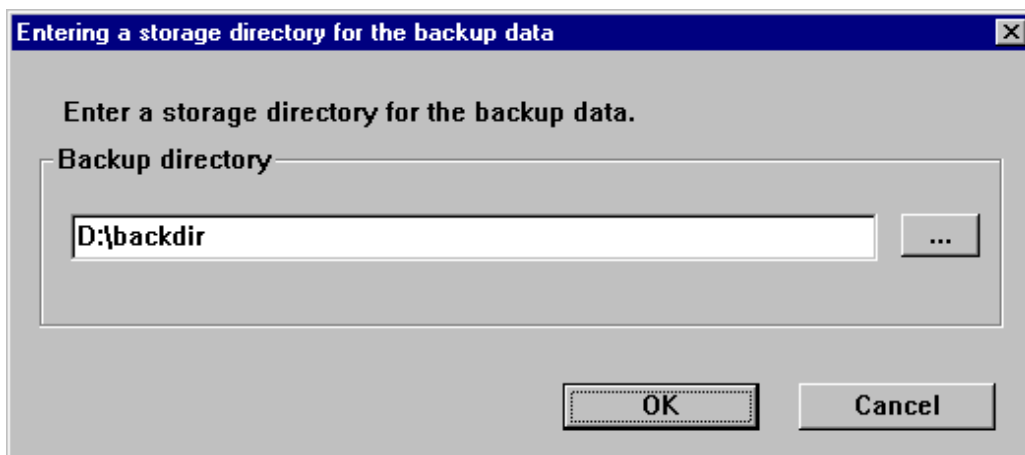 Entering a storage directory for the backup data
Enter a storage directory for the backup data.
Backup directory
D:\backdir
...
OK
Cancel